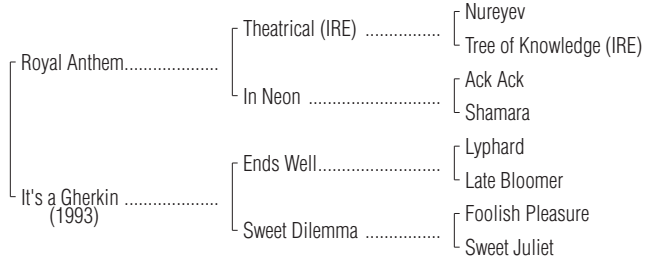 Nureyev
Theatrical (IRE) ................
Tree of Knowledge (IRE)
Royal Anthem....................
Ack Ack
In Neon ............................
Shamara
Lyphard
Ends Well..........................
Late Bloomer
It's a Gherkin ....................
(1993)
Foolish Pleasure
Sweet Dilemma ................
Sweet Juliet